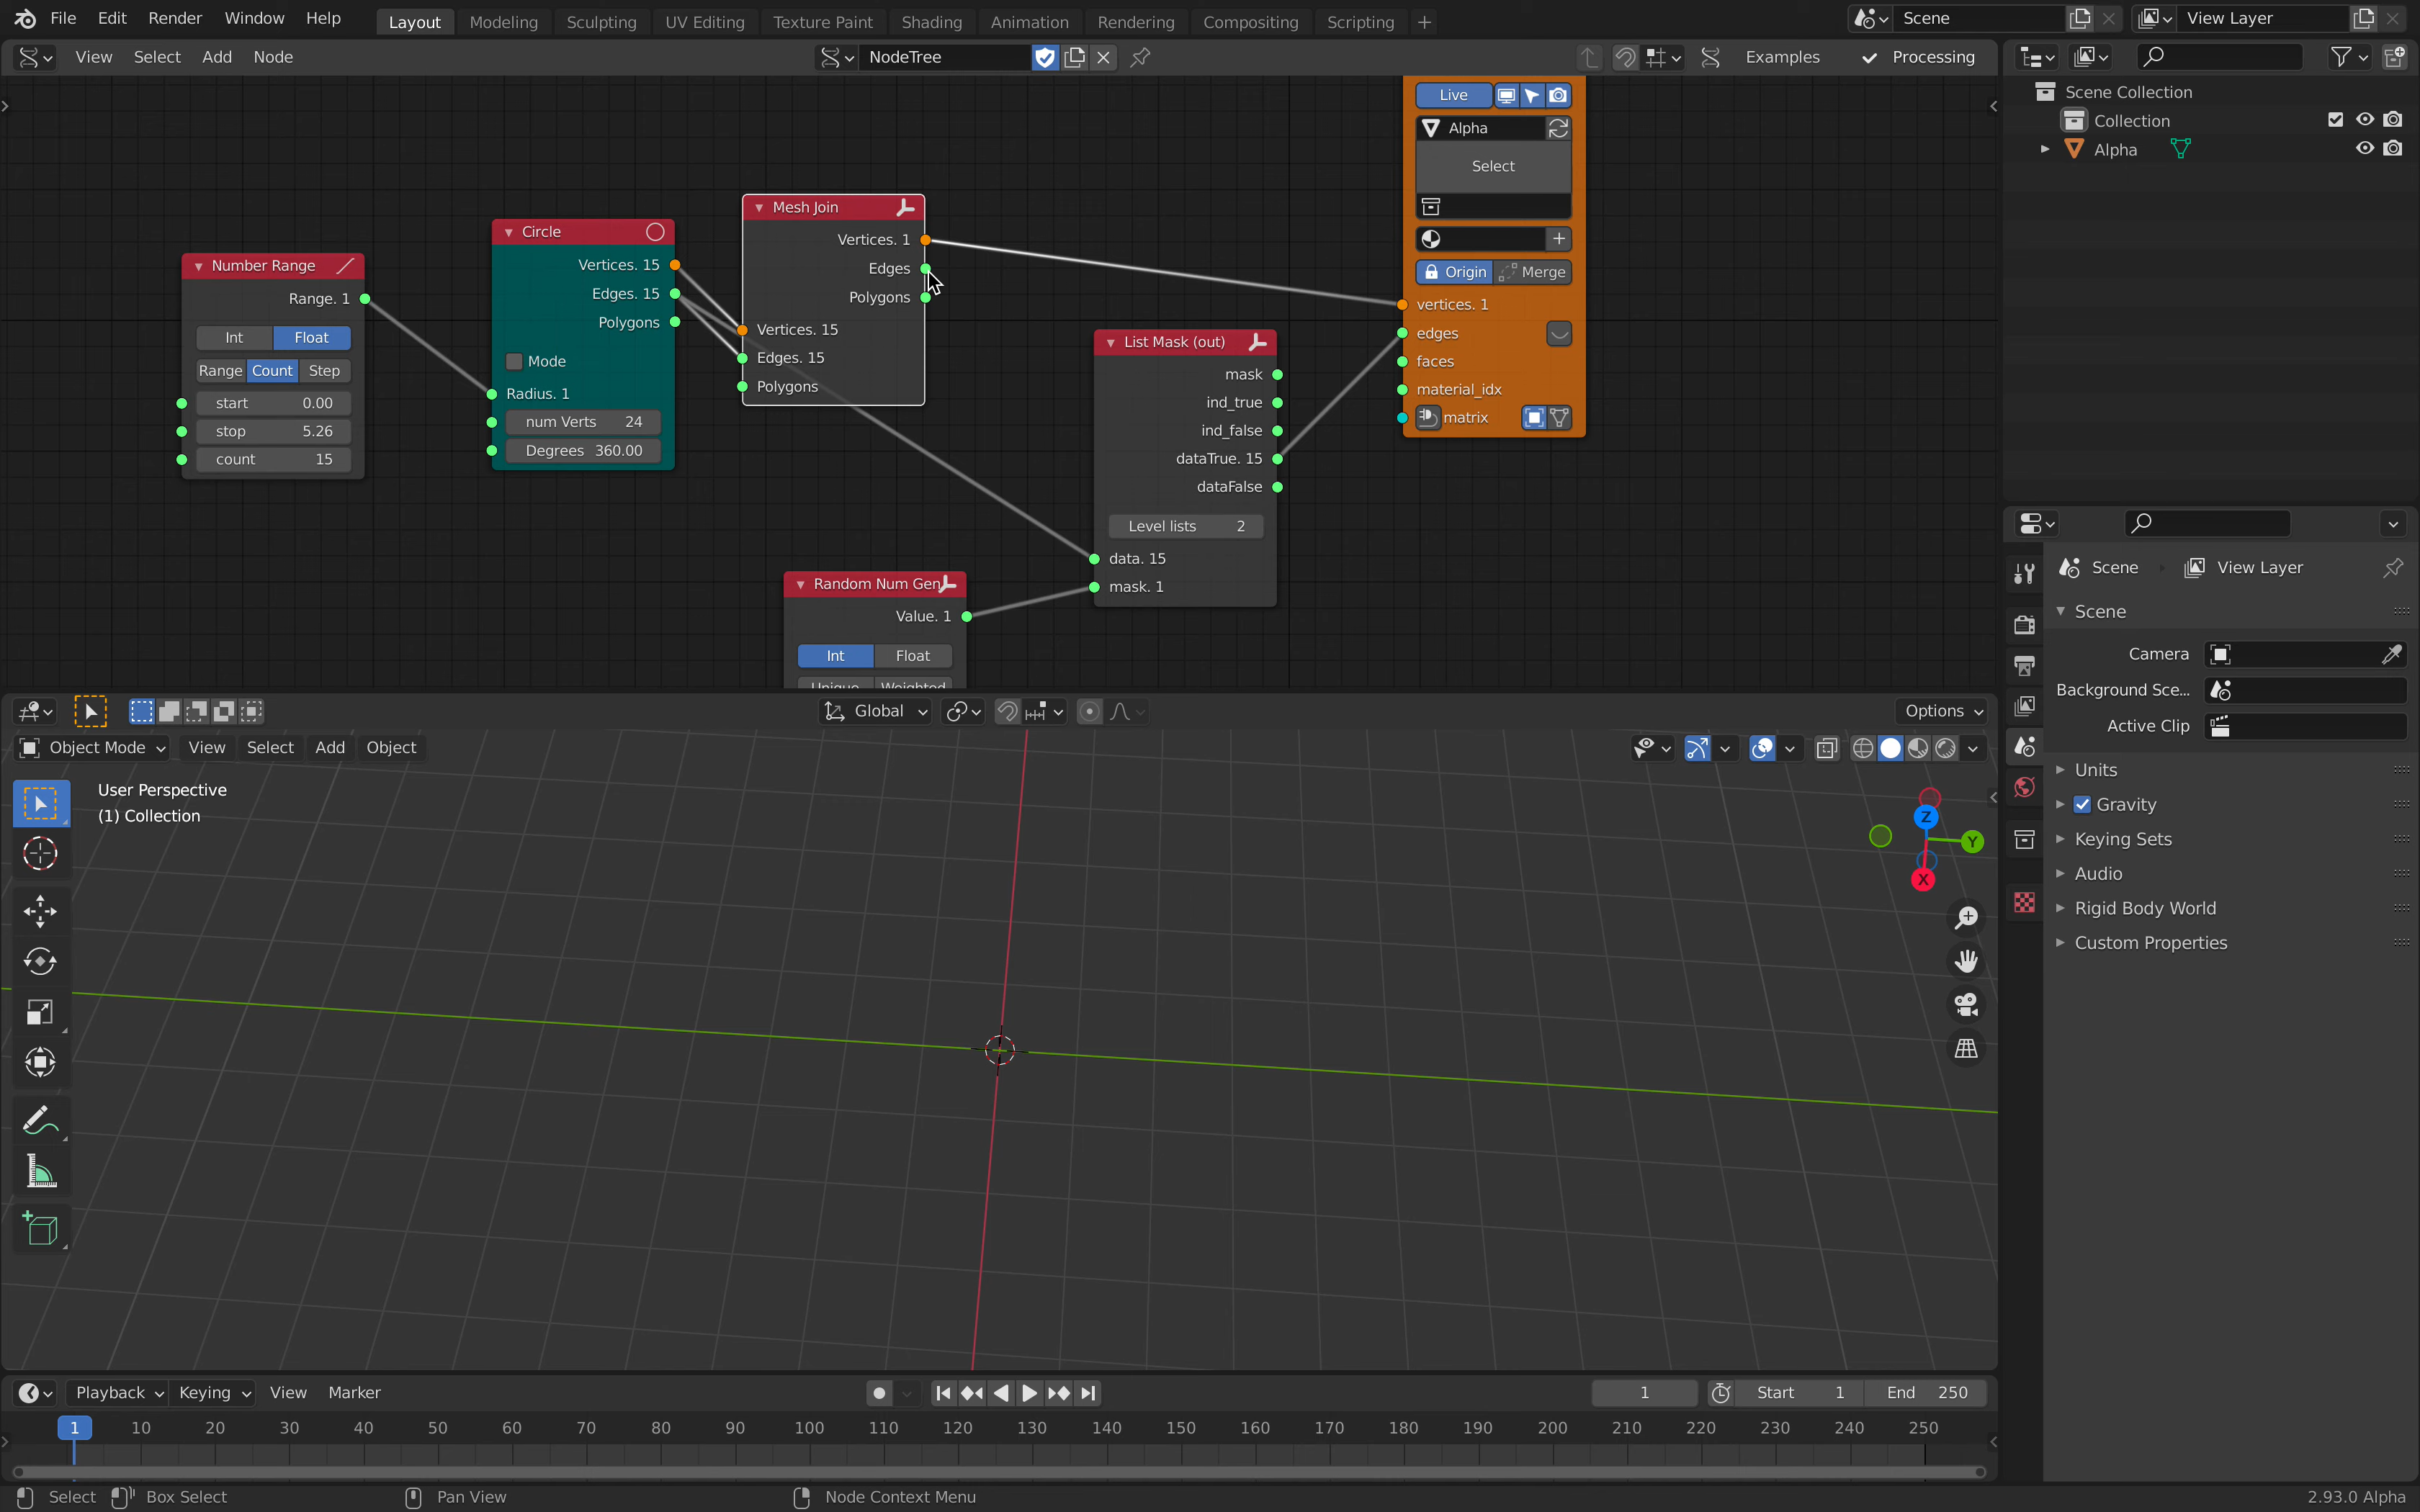 File Edit Render Window Help
Layout Modeling Sculpting UV Editing Texture Paint Shading Animation Rendering Compositing Scripting +
Scene
View Layer
View Select Add Node
NodeTree
Examples
Processing
Number Range
Range. 1
Int Float
Range Count Step
start 0.00
stop 5.26
count 15
Circle
Vertices. 15
Edges. 15
Polygons
Mode
Radius. 1
num Verts 24
Degrees 360.00
Mesh Join
Vertices. 1
Edges
Polygons
Vertices. 15
Edges. 15
Polygons
Random Num Gen
Value. 1
Int Float
Unique Weighted
List Mask (out)
mask
ind_true
ind_false
dataTrue. 15
dataFalse
Level lists 2
data. 15
mask. 1
Live
Alpha
Select
Origin Merge
vertices. 1
edges
faces
material_idx
matrix
Scene Collection
Collection
Alpha
Scene View Layer
Scene
Camera
Background Sce...
Active Clip
Units
Gravity
Keying Sets
Audio
Rigid Body World
Custom Properties
Global
Options
Object Mode View Select Add Object
User Perspective
(1) Collection
Z
Y
X
Playback Keying View Marker
1
Start 1
End 250
1 10 20 30 40 50 60 70 80 90 100 110 120 130 140 150 160 170 180 190 200 210 220 230 240 250
Select Box Select Pan View Node Context Menu
2.93.0 Alpha